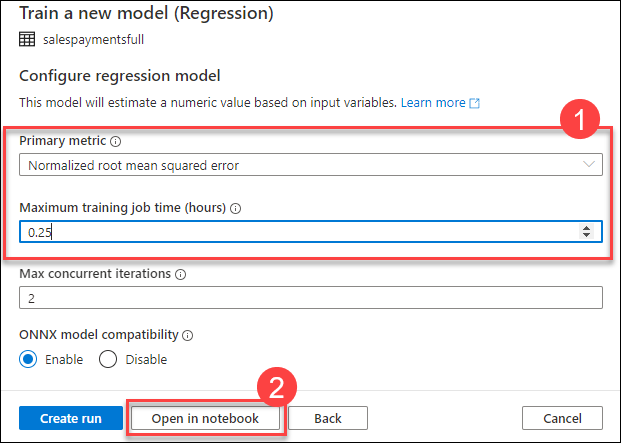 Train a new model (Regression)
salespaymentsfull
Configure regression model
This model will estimate a numeric value based on input variables. Learn more
1
Primary metric
Normalized root mean squared error
Maximum training job time (hours)
0.25
Max concurrent iterations
2
ONNX model compatibility
Enable Disable
2
Create run Open in notebook Back Cancel